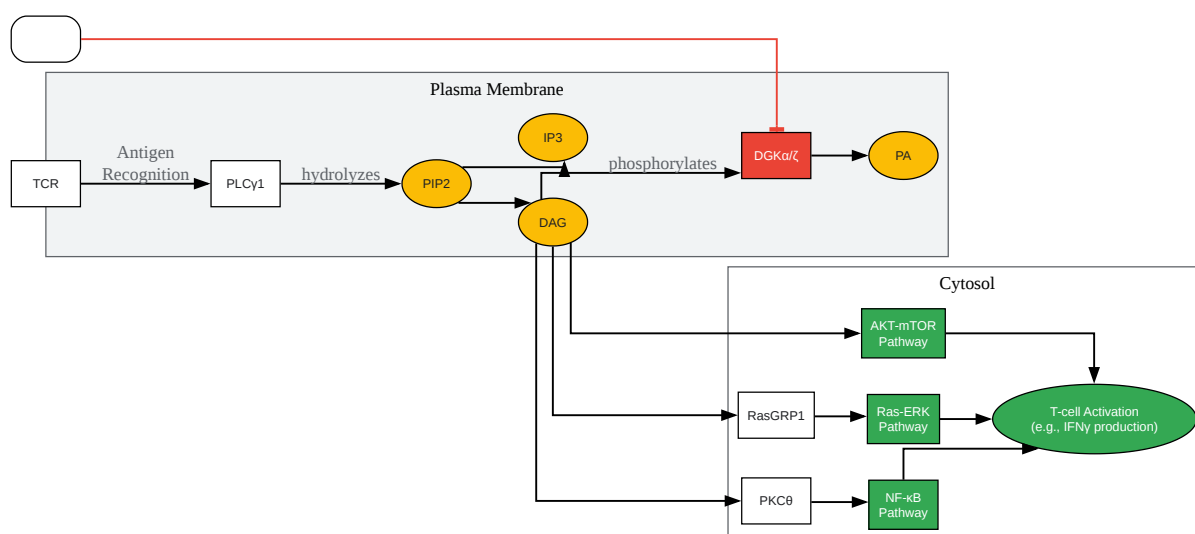 Plasma Membrane
IP3
Antigen
Recognition
phosphorylates
DGKα/ζ
PA
TCR
PLCγ1
hydrolyzes
PIP2
DAG
Cytosol
AKT-mTOR
Pathway
RasGRP1
Ras-ERK
Pathway
T-cell Activation
(e.g., IFNγ production)
PKCθ
NF-κB
Pathway